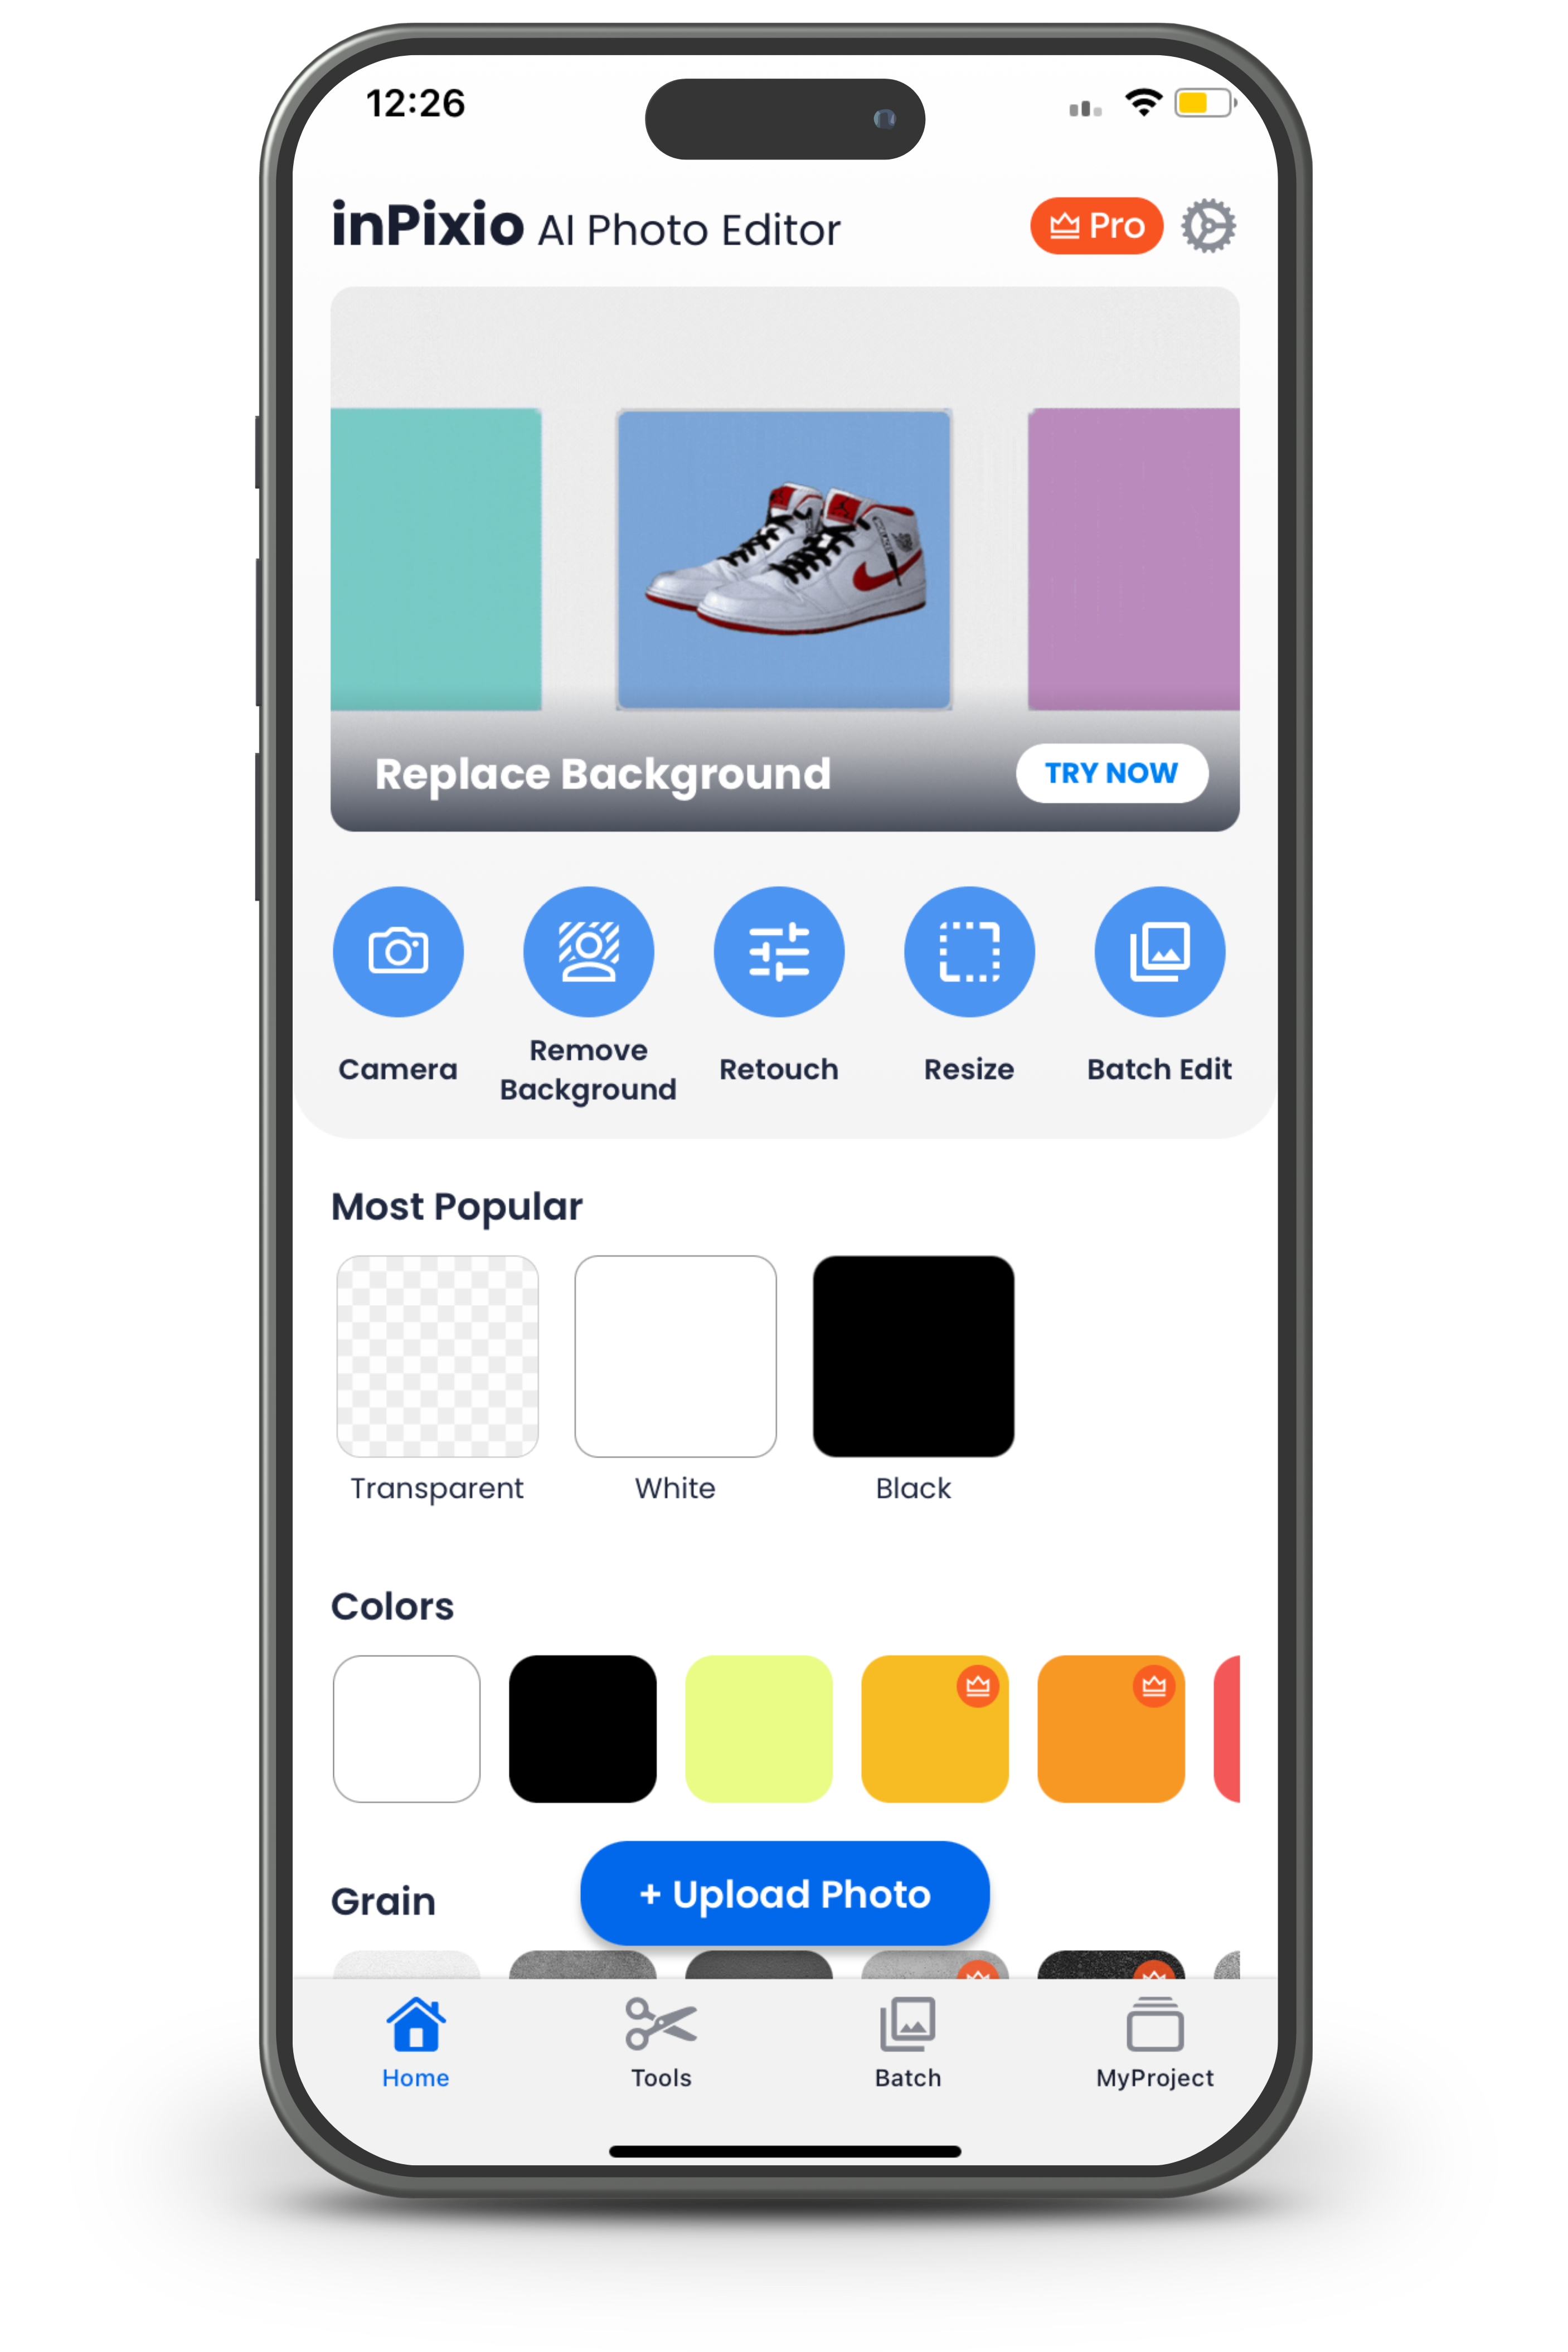 12:26
inPixio AI Photo Editor
Pro
Replace Background
TRY NOW
Camera
Remove
Background
Retouch
Resize
Batch Edit
Most Popular
Transparent
White
Black
Colors
Grain
+ Upload Photo
Home
Tools
Batch
MyProject